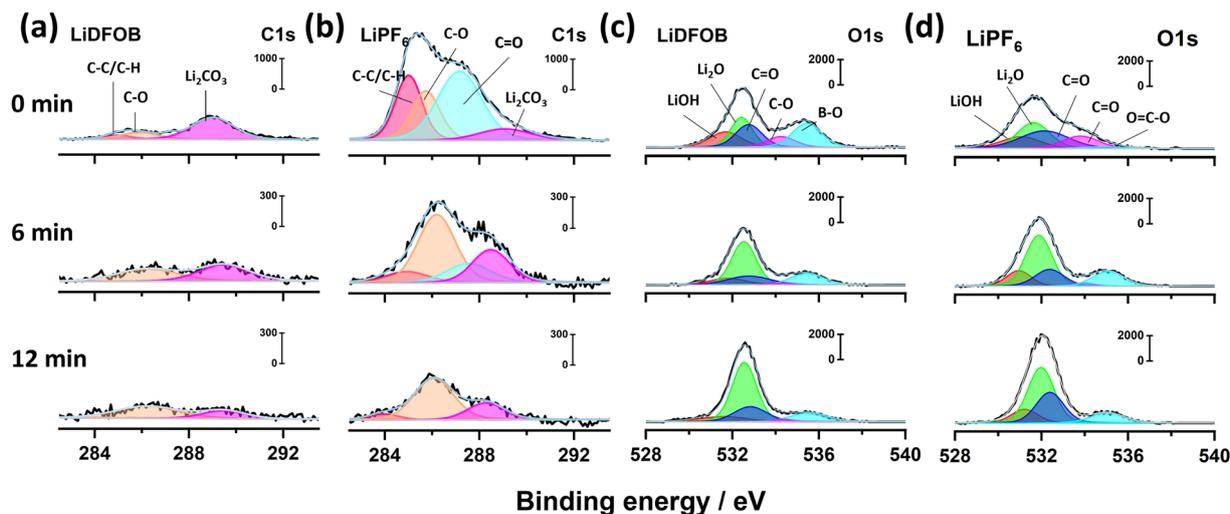 (a) LiDFOB C1s
(b) LiPF6 C1s
(c) LiDFOB O1s
(d) LiPF6 O1s
0 min
C-C/C-H
C-O
Li2CO3
1000
0
C-C/C-H
C-O
C=O
Li2CO3
1000
0
LiOH
Li2O
C=O
C-O
B-O
2000
0
LiOH
Li2O
C=O
C=O
O=C-O
2000
0
6 min
300
0
300
0
2000
0
2000
0
12 min
300
0
300
0
2000
0
2000
0
284 288 292
284 288 292
528 532 536 540
528 532 536 540
Binding energy / eV